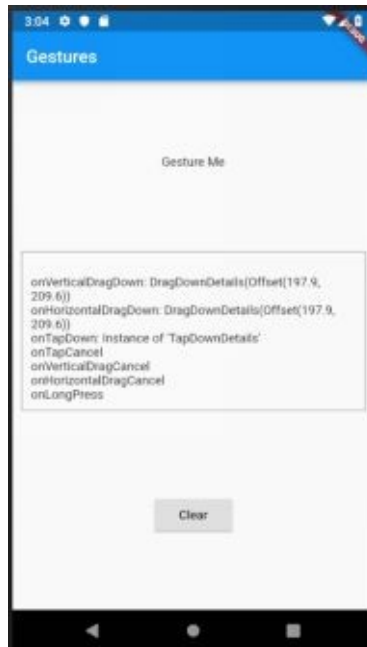 3:04
DEBUG
Gestures
Gesture Me
onVerticalDragDown: DragDownDetails(Offset(197.9,
209.6))
onHorizontalDragDown: DragDownDetails(Offset(197.9,
209.6))
onTapDown: Instance of 'TapDownDetails'
onTapCancel
onVerticalDragCancel
onHorizontalDragCancel
onLongPress
Clear